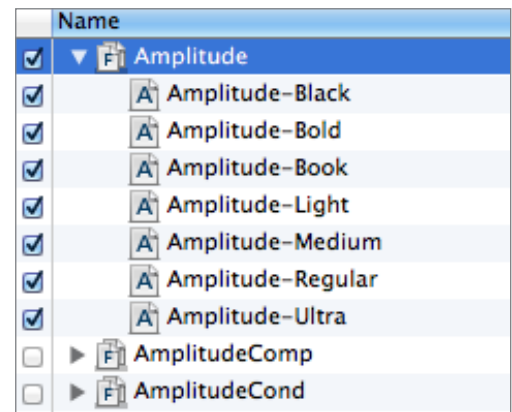 Name
Amplitude
Amplitude-Black
Amplitude-Bold
Amplitude-Book
Amplitude-Light
Amplitude-Medium
Amplitude-Regular
Amplitude-Ultra
AmplitudeComp
AmplitudeCond